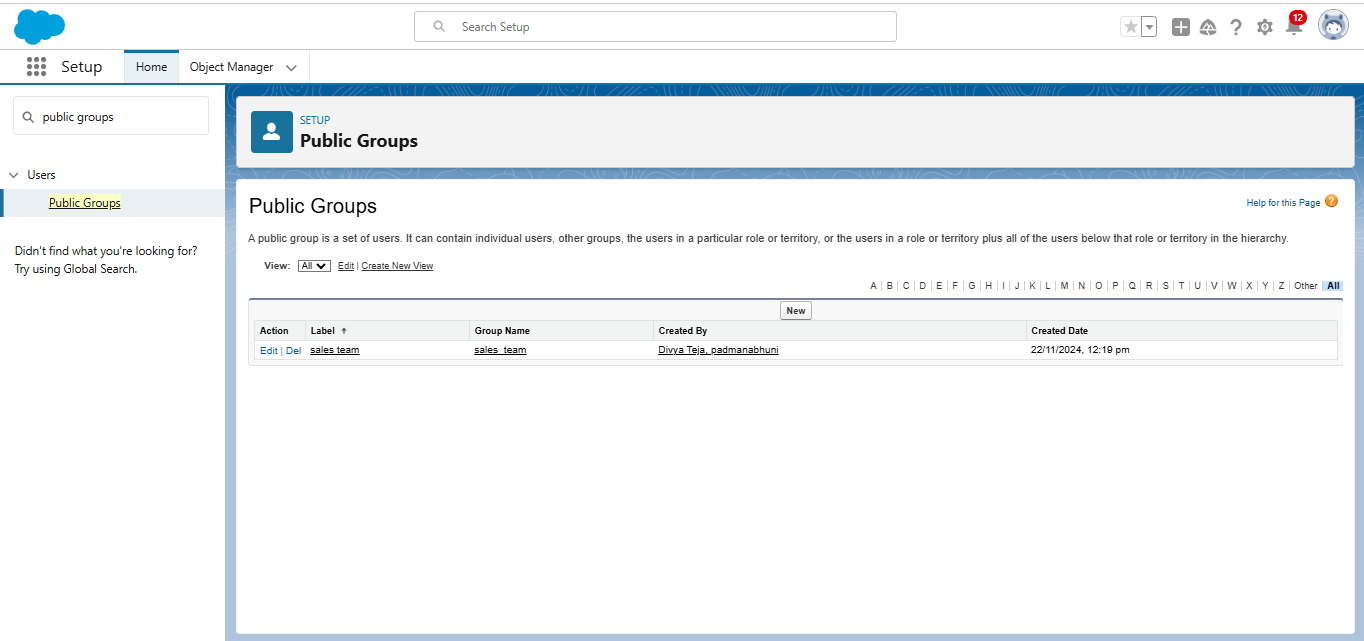 Search Setup
12
Setup
Home
Object Manager
public groups
Users
Public Groups
Didn't find what you're looking for?
Try using Global Search.
SETUP
Public Groups
Public Groups
Help for this Page ?
A public group is a set of users. It can contain individual users, other groups, the users in a particular role or territory, or the users in a role or territory plus all of the users below that role or territory in the hierarchy.
View: All Edit | Create New View
A | B | C | D | E | F | G | H | I | J | K | L | M | N | O | P | Q | R | S | T | U | V | W | X | Y | Z | Other | All
New
Action Label ↑ Group Name Created By Created Date
Edit | Del sales team sales_team Divya Teja, padmanabhuni 22/11/2024, 12:19 pm